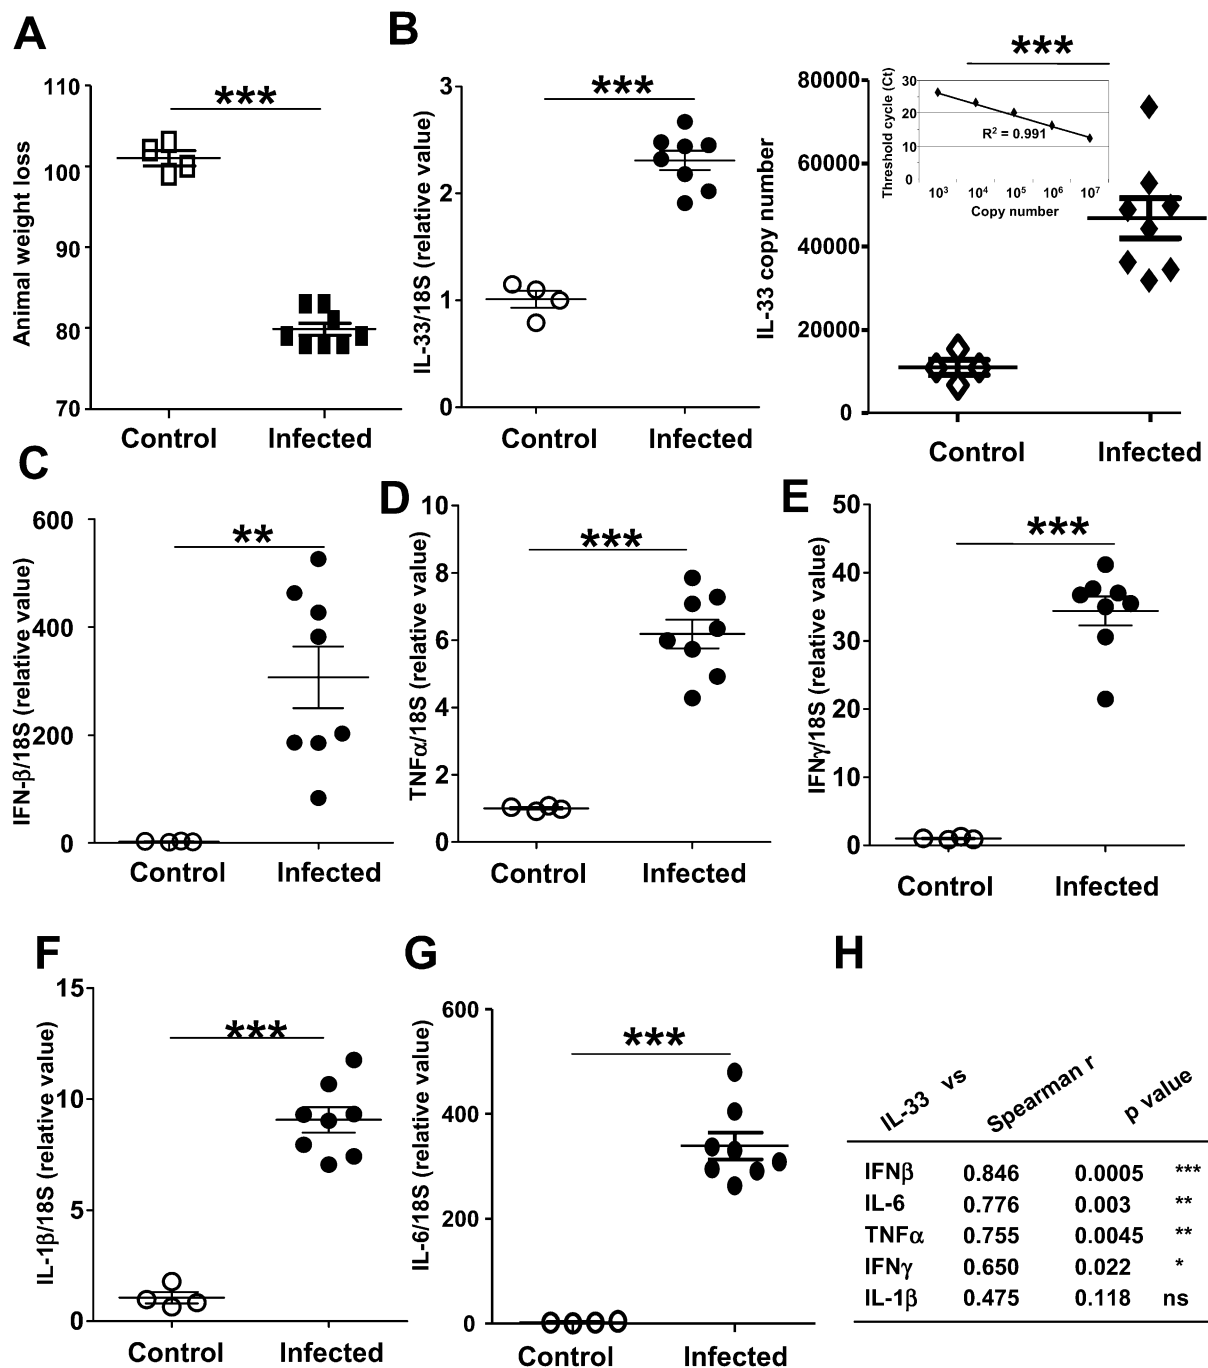 A
110
100
90
80
70
Animal weight loss
***
Control
Infected
B
3
2
1
0
IL-33/18S (relative value)
***
Control
Infected
80000
60000
40000
20000
0
IL-33 copy number
***
30
20
10
0
Threshold cycle (Ct)
R² = 0.991
10³ 10⁴ 10⁵ 10⁶ 10⁷
Copy number
Control
Infected
C
600
400
200
0
IFN-β/18S (relative value)
**
Control
Infected
D
10
8
6
4
2
0
TNFα/18S (relative value)
***
Control
Infected
E
50
40
30
20
10
0
IFNγ/18S (relative value)
***
Control
Infected
F
15
10
5
0
IL-1β/18S (relative value)
***
Control
Infected
G
600
400
200
0
IL-6/18S (relative value)
***
Control
Infected
H
IL-33 vs Spearman r p value
IFNβ 0.846 0.0005 ***
IL-6 0.776 0.003 **
TNFα 0.755 0.0045 **
IFNγ 0.650 0.022 *
IL-1β 0.475 0.118 ns